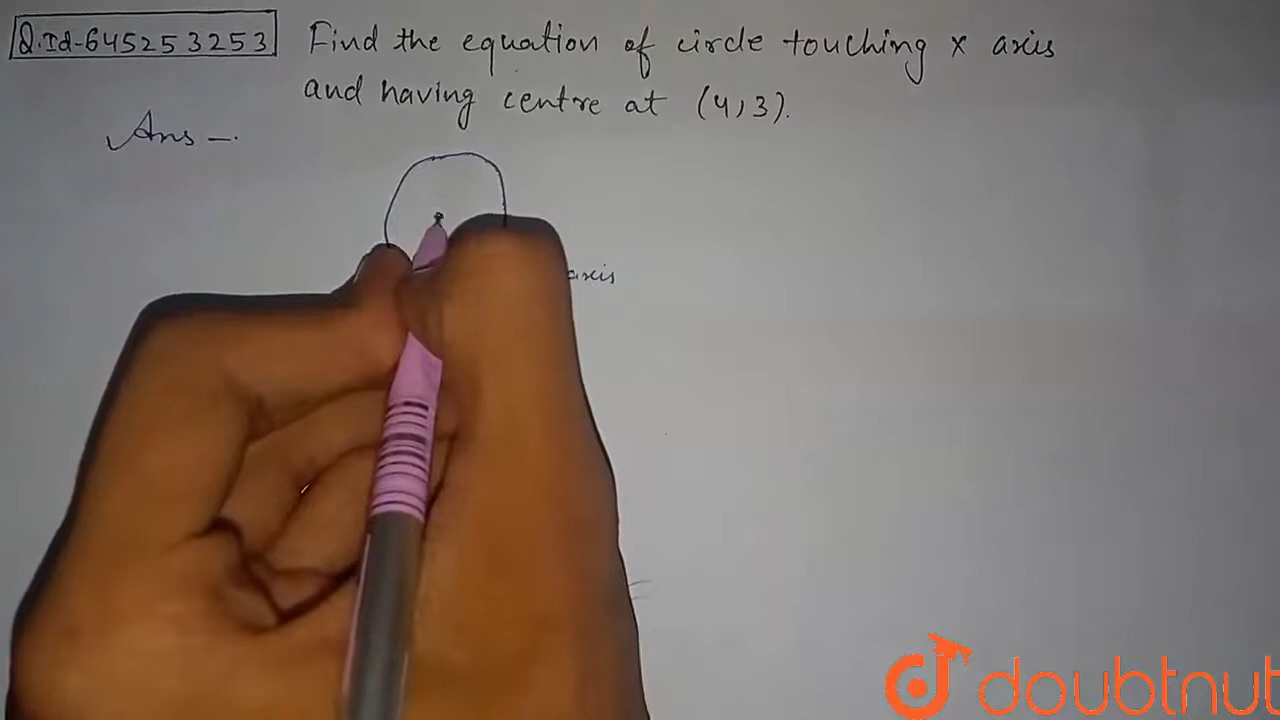 Q.Id-645253253 Find the equation of circle touching x axis
and having centre at (4,3).
Ans -.
axis
doubtnut